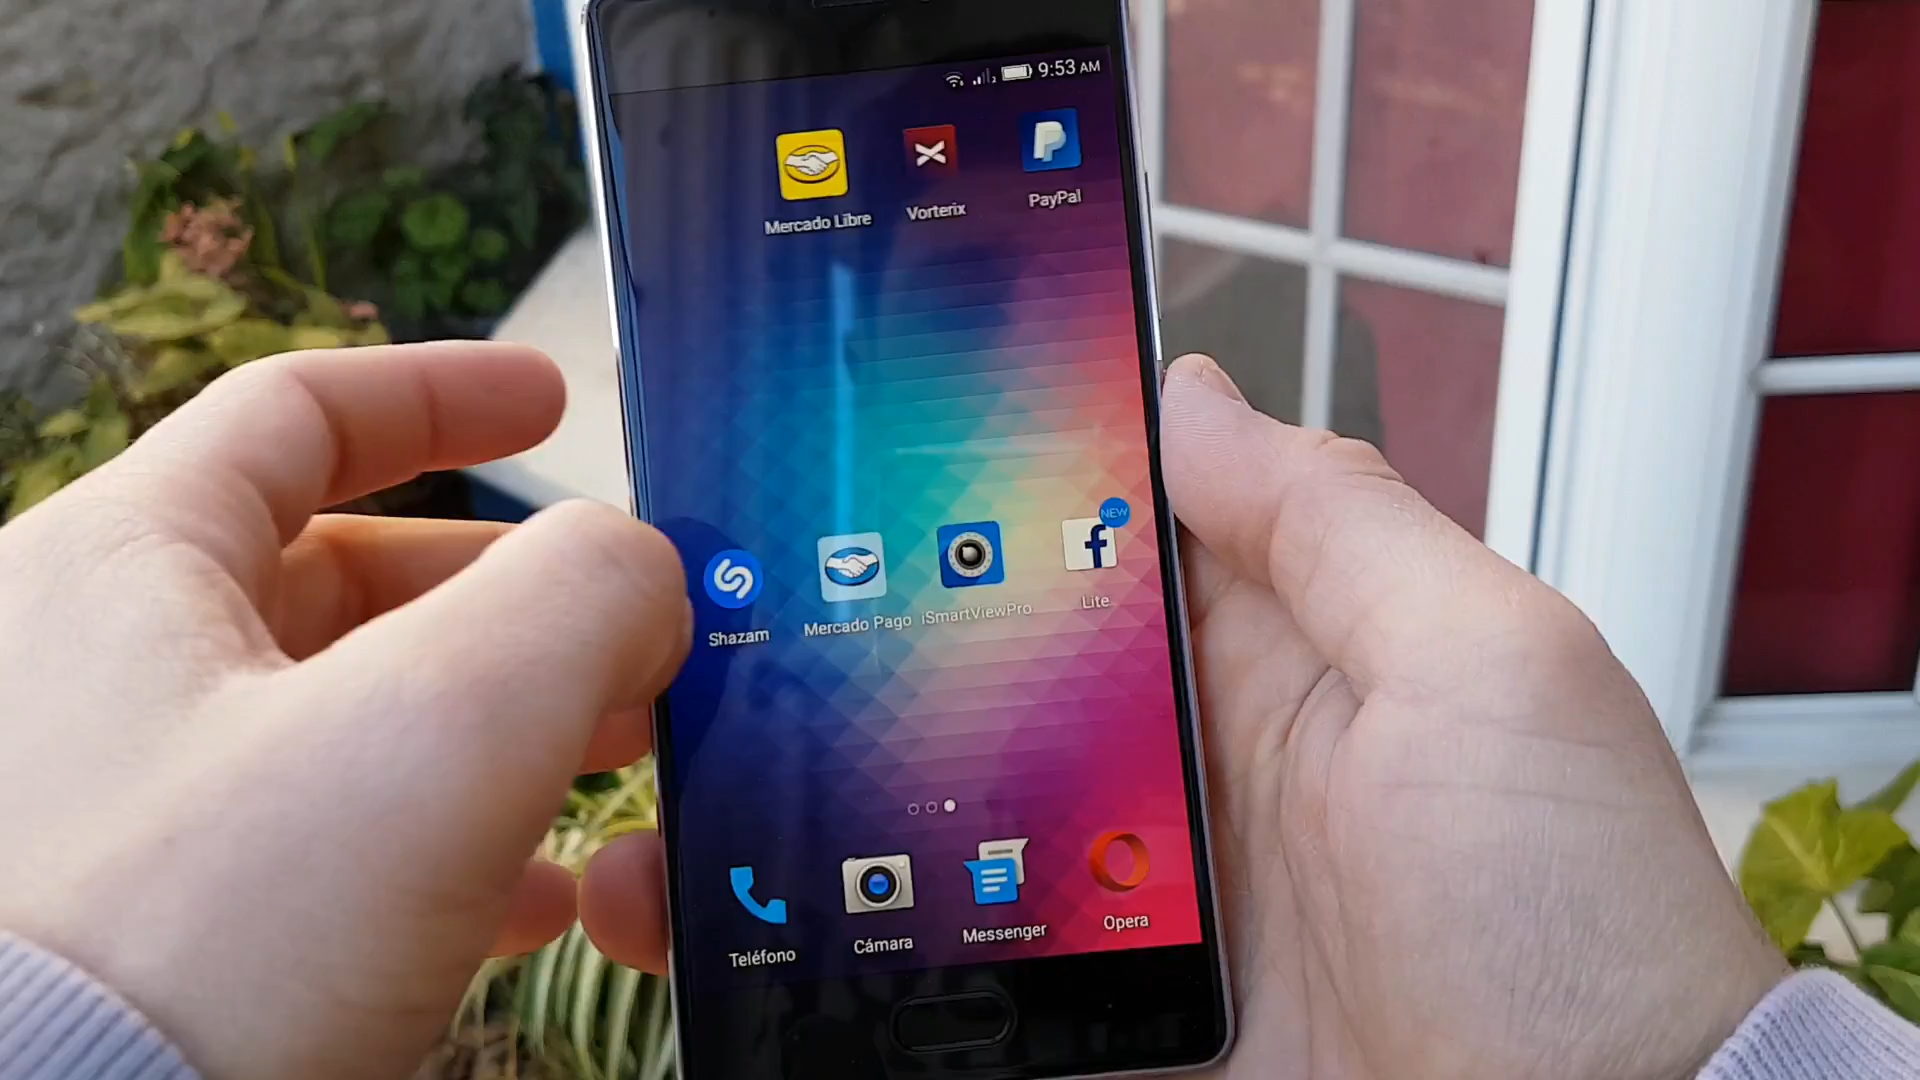 9:53 AM
Mercado Libre
Vorterix
PayPal
NEW
Shazam
Mercado Pago
iSmartViewPro
Lite
Teléfono
Cámara
Messenger
Opera